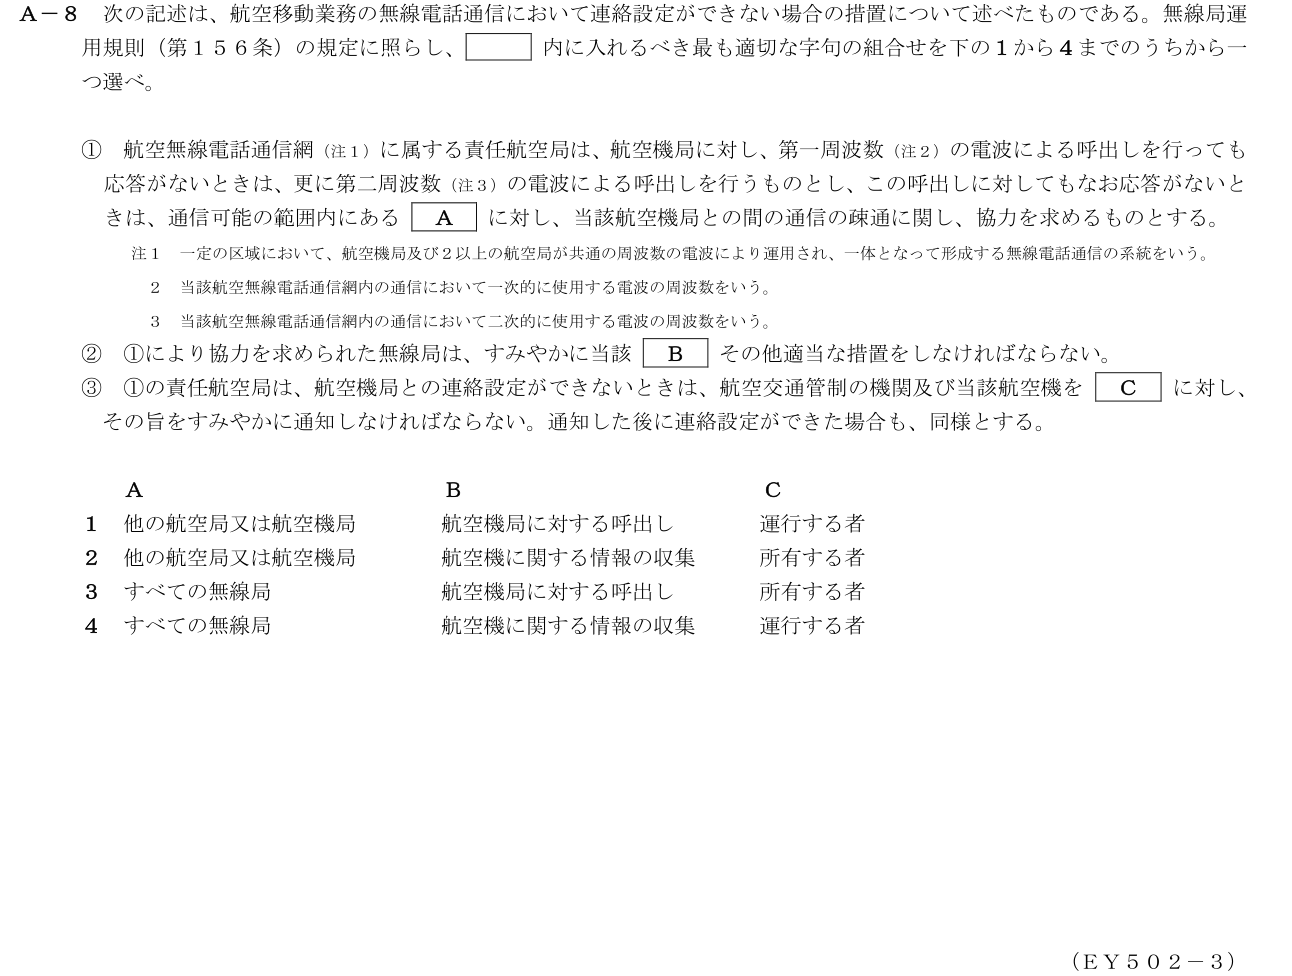 A－8　次の記述は、航空移動業務の無線電話通信において連絡設定ができない場合の措置について述べたものである。無線局運
用規則（第１５６条）の規定に照らし、　　　内に入れるべき最も適切な字句の組合せを下の1から4までのうちから一
つ選べ。
①　航空無線電話通信網（注１）に属する責任航空局は、航空機局に対し、第一周波数（注２）の電波による呼出しを行っても
応答がないときは、更に第二周波数（注３）の電波による呼出しを行うものとし、この呼出しに対してもなお応答がないと
きは、通信可能の範囲内にある A に対し、当該航空機局との間の通信の疎通に関し、協力を求めるものとする。
注１　一定の区域において、航空機局及び２以上の航空局が共通の周波数の電波により運用され、一体となって形成する無線電話通信の系統をいう。
２　当該航空無線電話通信網内の通信において一次的に使用する電波の周波数をいう。
３　当該航空無線電話通信網内の通信において二次的に使用する電波の周波数をいう。
②　①により協力を求められた無線局は、すみやかに当該 B その他適当な措置をしなければならない。
③　①の責任航空局は、航空機局との連絡設定ができないときは、航空交通管制の機関及び当該航空機を C に対し、
その旨をすみやかに通知しなければならない。通知した後に連絡設定ができた場合も、同様とする。
A　B　C
1　他の航空局又は航空機局　航空機局に対する呼出し　運行する者
2　他の航空局又は航空機局　航空機に関する情報の収集　所有する者
3　すべての無線局　航空機局に対する呼出し　所有する者
4　すべての無線局　航空機に関する情報の収集　運行する者
（ＥＹ５０２－３）